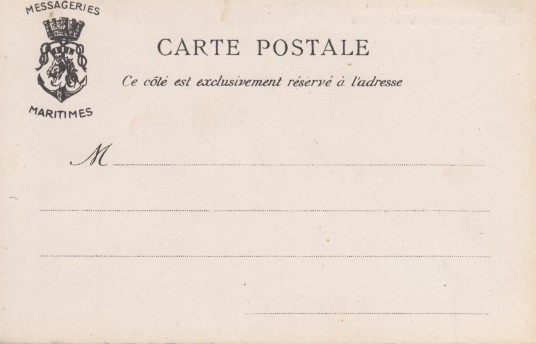 MESSAGERIES
MARITIMES
CARTE POSTALE
Ce côté est exclusivement réservé à l'adresse
M